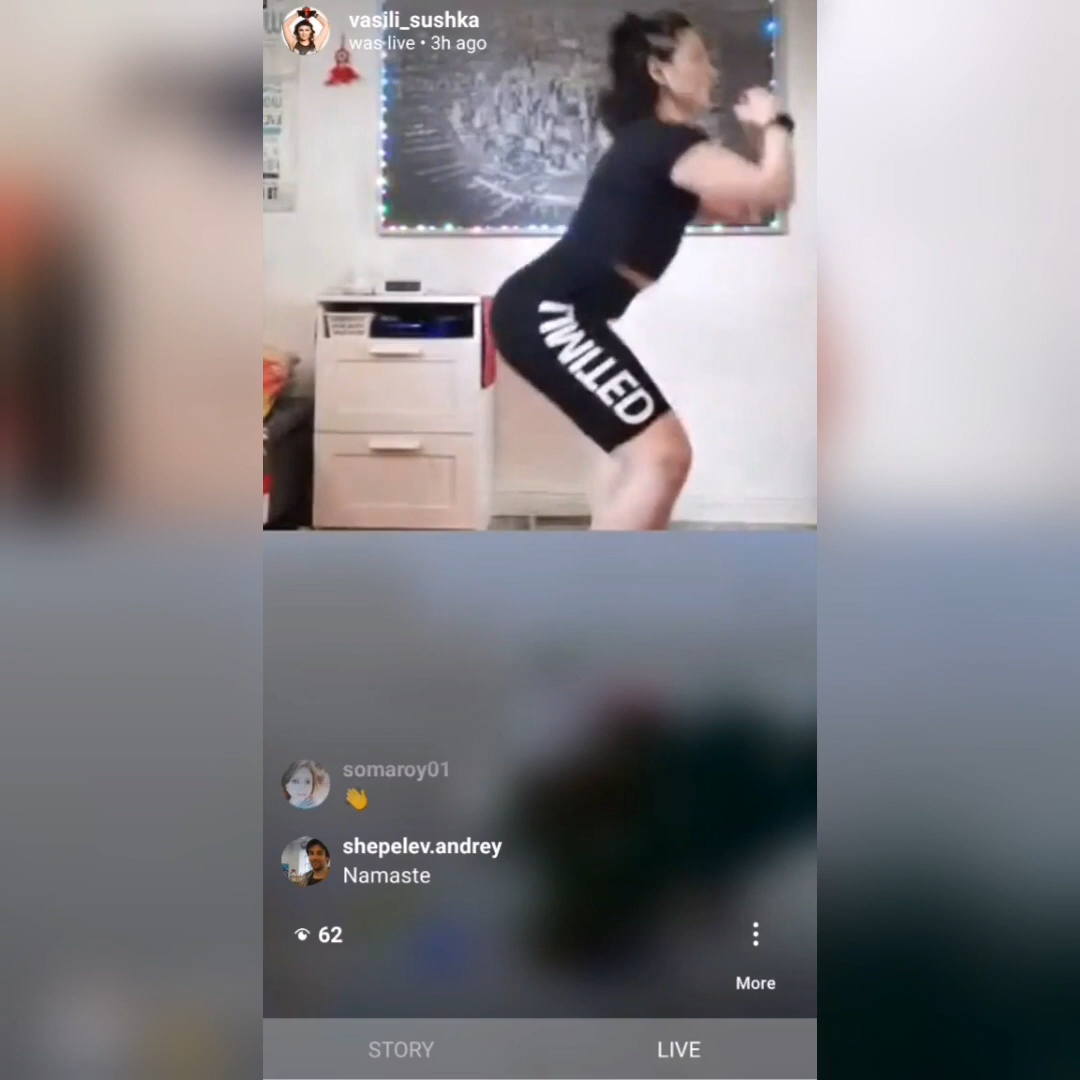 vasili_sushka
was live • 3h ago
somaroy01
👋
shepelev.andrey
Namaste
62
More
STORY
LIVE